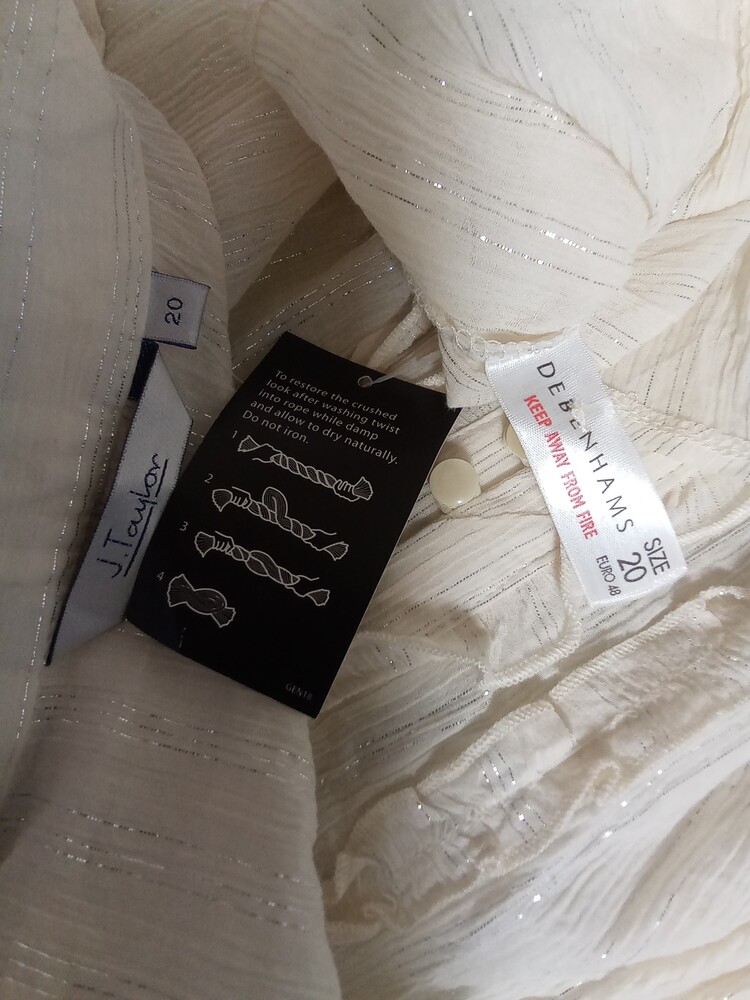 20
J.Taylor
To restore the crushed
look after washing twist
into rope while damp
and allow to dry naturally.
Do not iron.
1
2
3
4
GEN18
DEBENHAMS
KEEP AWAY FROM FIRE
SIZE
20
EURO 48